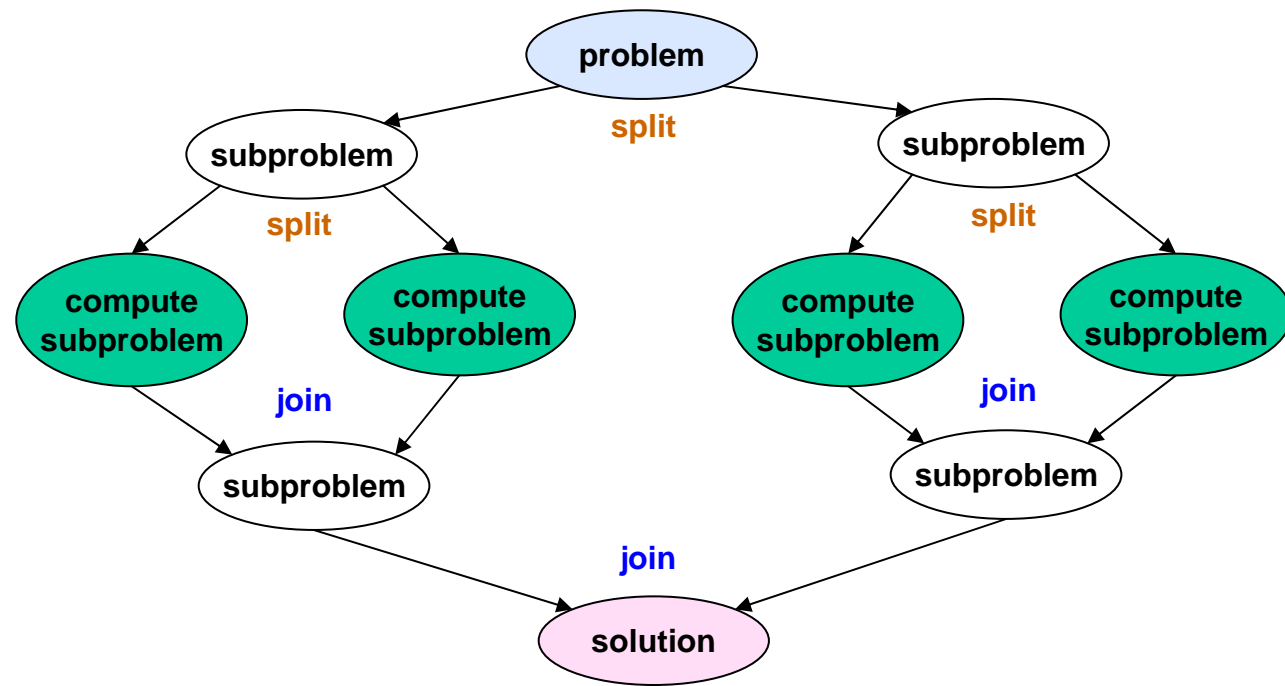 problem
split
subproblem
subproblem
split
split
compute
subproblem
compute
subproblem
compute
subproblem
compute
subproblem
join
join
subproblem
subproblem
join
solution